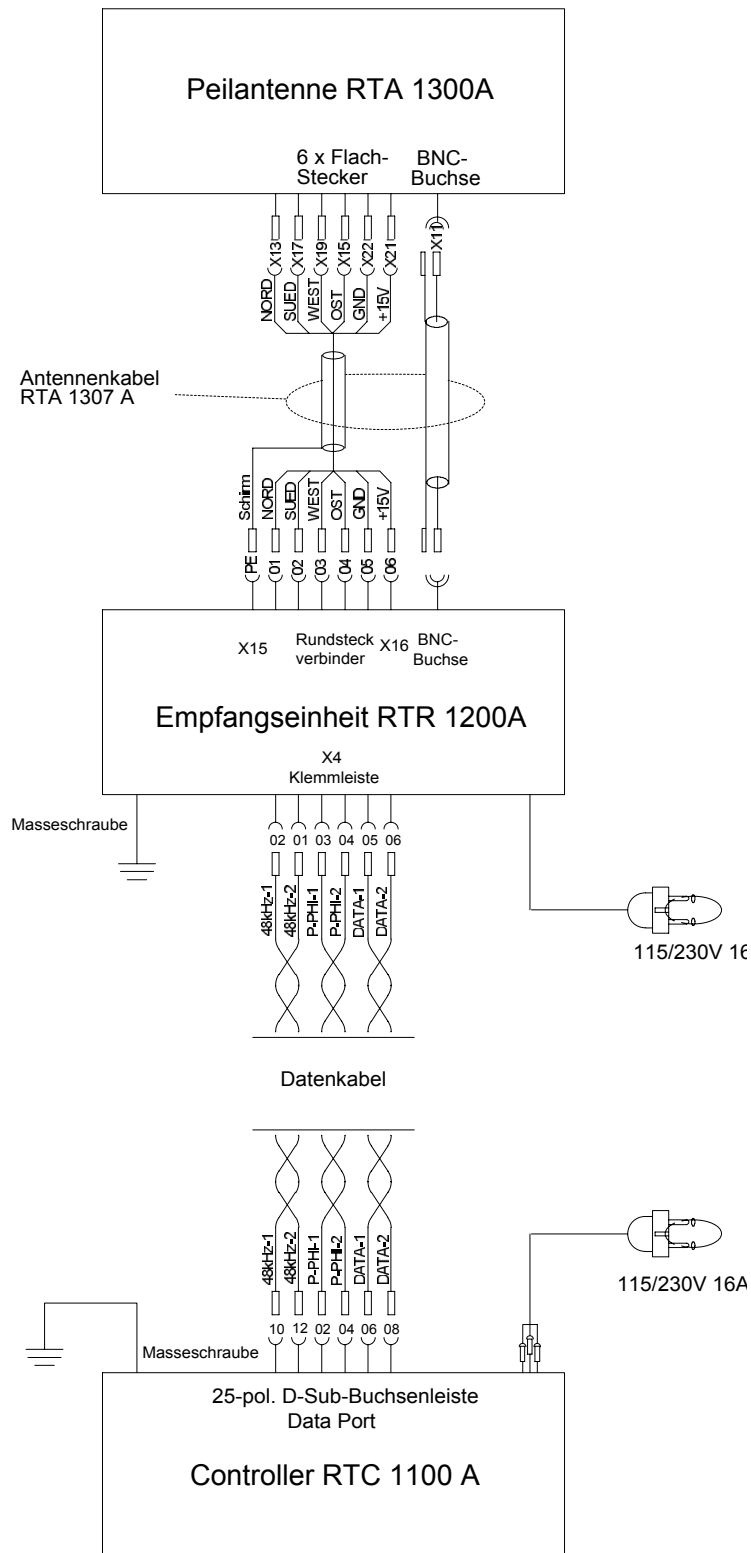 Peilantenne RTA 1300A
6 x Flach-
Stecker
BNC-
Buchse
X13 X17 X19 X15 X22 X21 X11
NORD SUED WEST OST GND +15V
Antennenkabel
RTA 1307 A
Schirm NORD SUED WEST OST GND +15V
PE 01 02 03 04 05 06
X15
Rundsteck
verbinder
X16
BNC-
Buchse
Empfangseinheit RTR 1200A
X4
Klemmleiste
Masseschraube
02 01 03 04 05 06
48kHz-1 48kHz-2 P-PHI-1 P-PHI-2 DATA-1 DATA-2
115/230V 16
Datenkabel
48kHz-1 48kHz-2 P-PHI-1 P-PHI-2 DATA-1 DATA-2
115/230V 16A
10 12 02 04 06 08
Masseschraube
25-pol. D-Sub-Buchsenleiste
Data Port
Controller RTC 1100 A